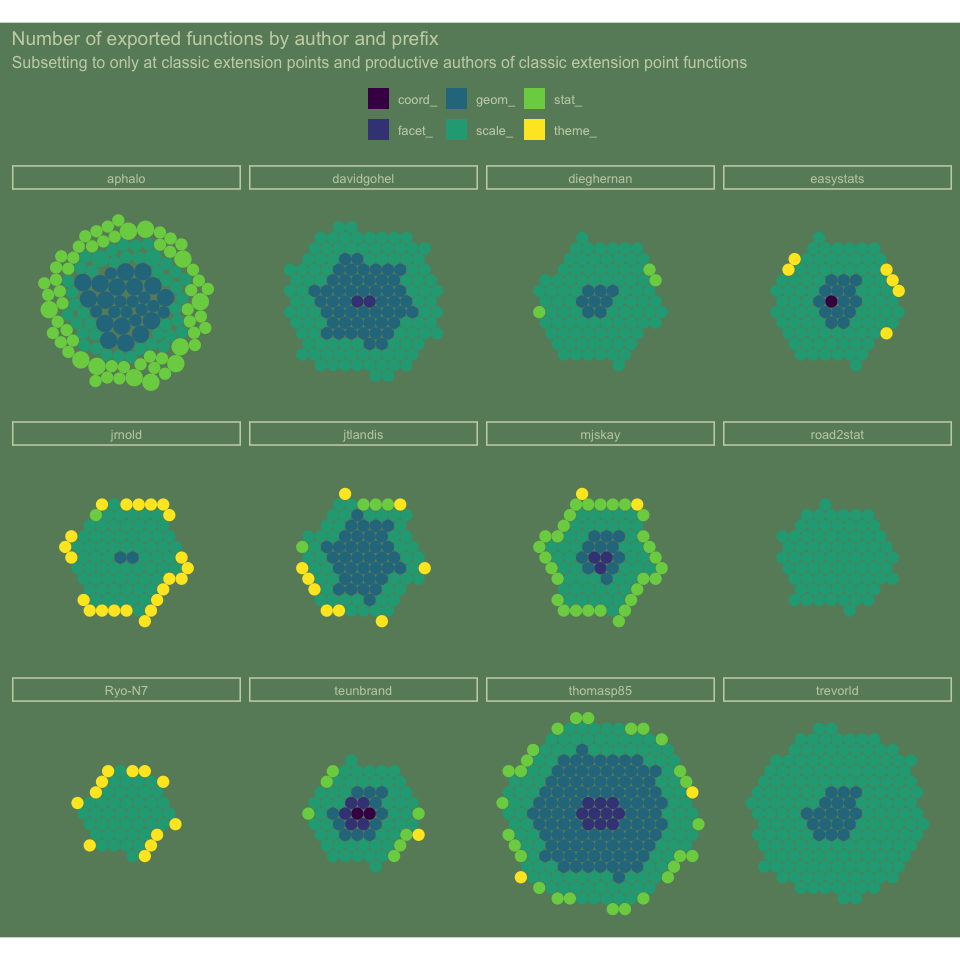 Number of exported functions by author and prefix
Subsetting to only at classic extension points and productive authors of classic extension point functions
coord_ geom_ stat_
facet_ scale_ theme_
aphalo davidgohel dieghernan easystats
jrnold jtlandis mjskay road2stat
Ryo-N7 teunbrand thomasp85 trevorld